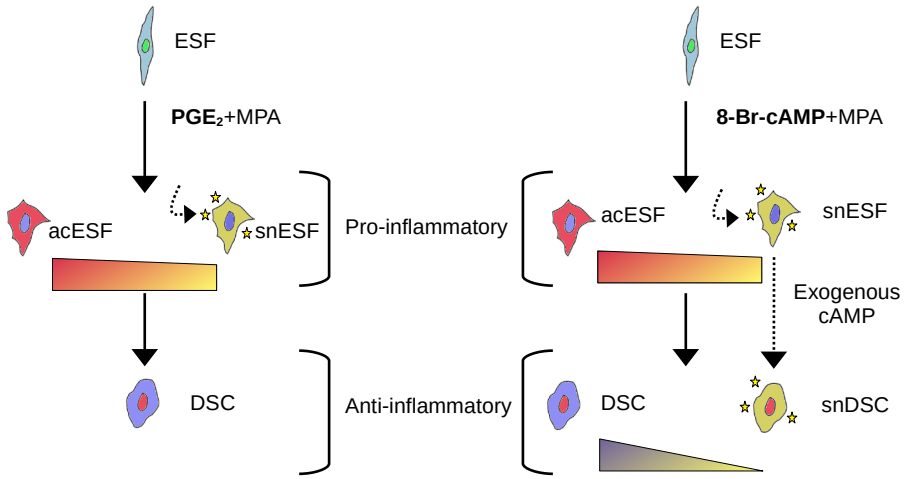 ESF
ESF
PGE₂+MPA
8-Br-cAMP+MPA
acESF
snESF
Pro-inflammatory
acESF
snESF
Exogenous
cAMP
DSC
Anti-inflammatory
DSC
snDSC